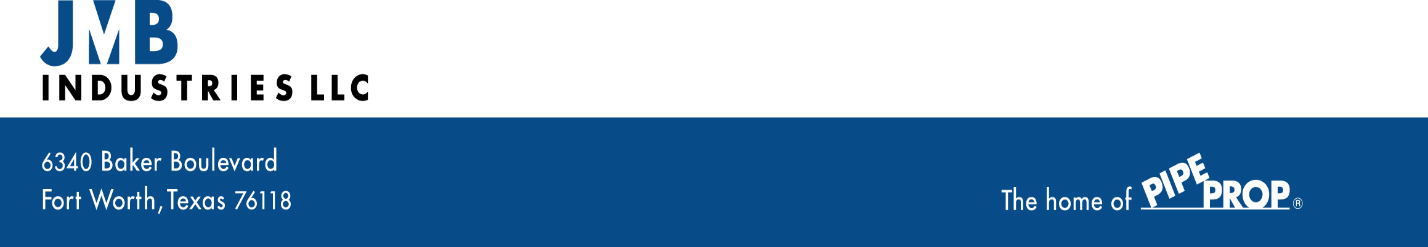 JMB
INDUSTRIES LLC
6340 Baker Boulevard
Fort Worth, Texas 76118
The home of PIPE PROP®